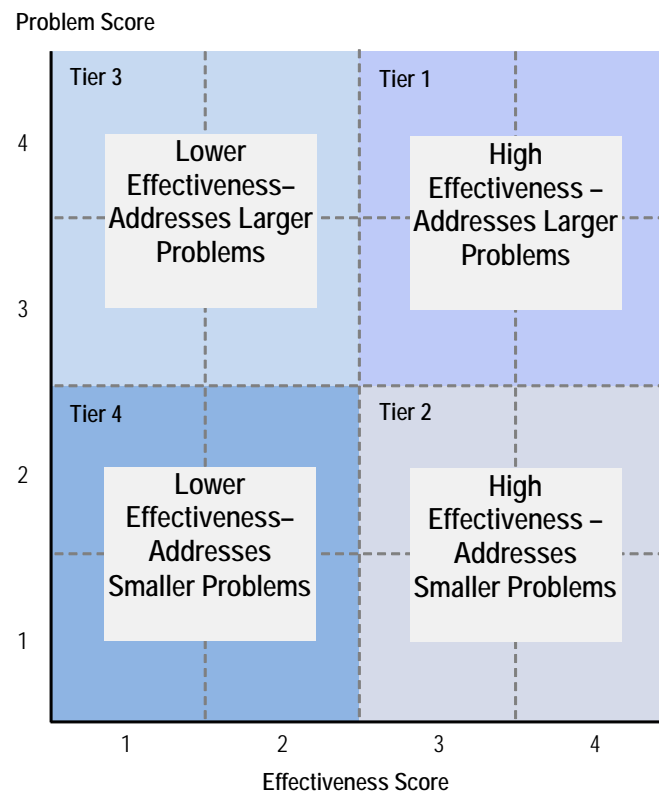 Problem Score
Tier 3
Tier 1
4
Lower
Effectiveness–
Addresses Larger
Problems
High
Effectiveness –
Addresses Larger
Problems
3
Tier 4
Tier 2
2
Lower
Effectiveness–
Addresses
Smaller Problems
High
Effectiveness –
Addresses
Smaller Problems
1
1
2
3
4
Effectiveness Score